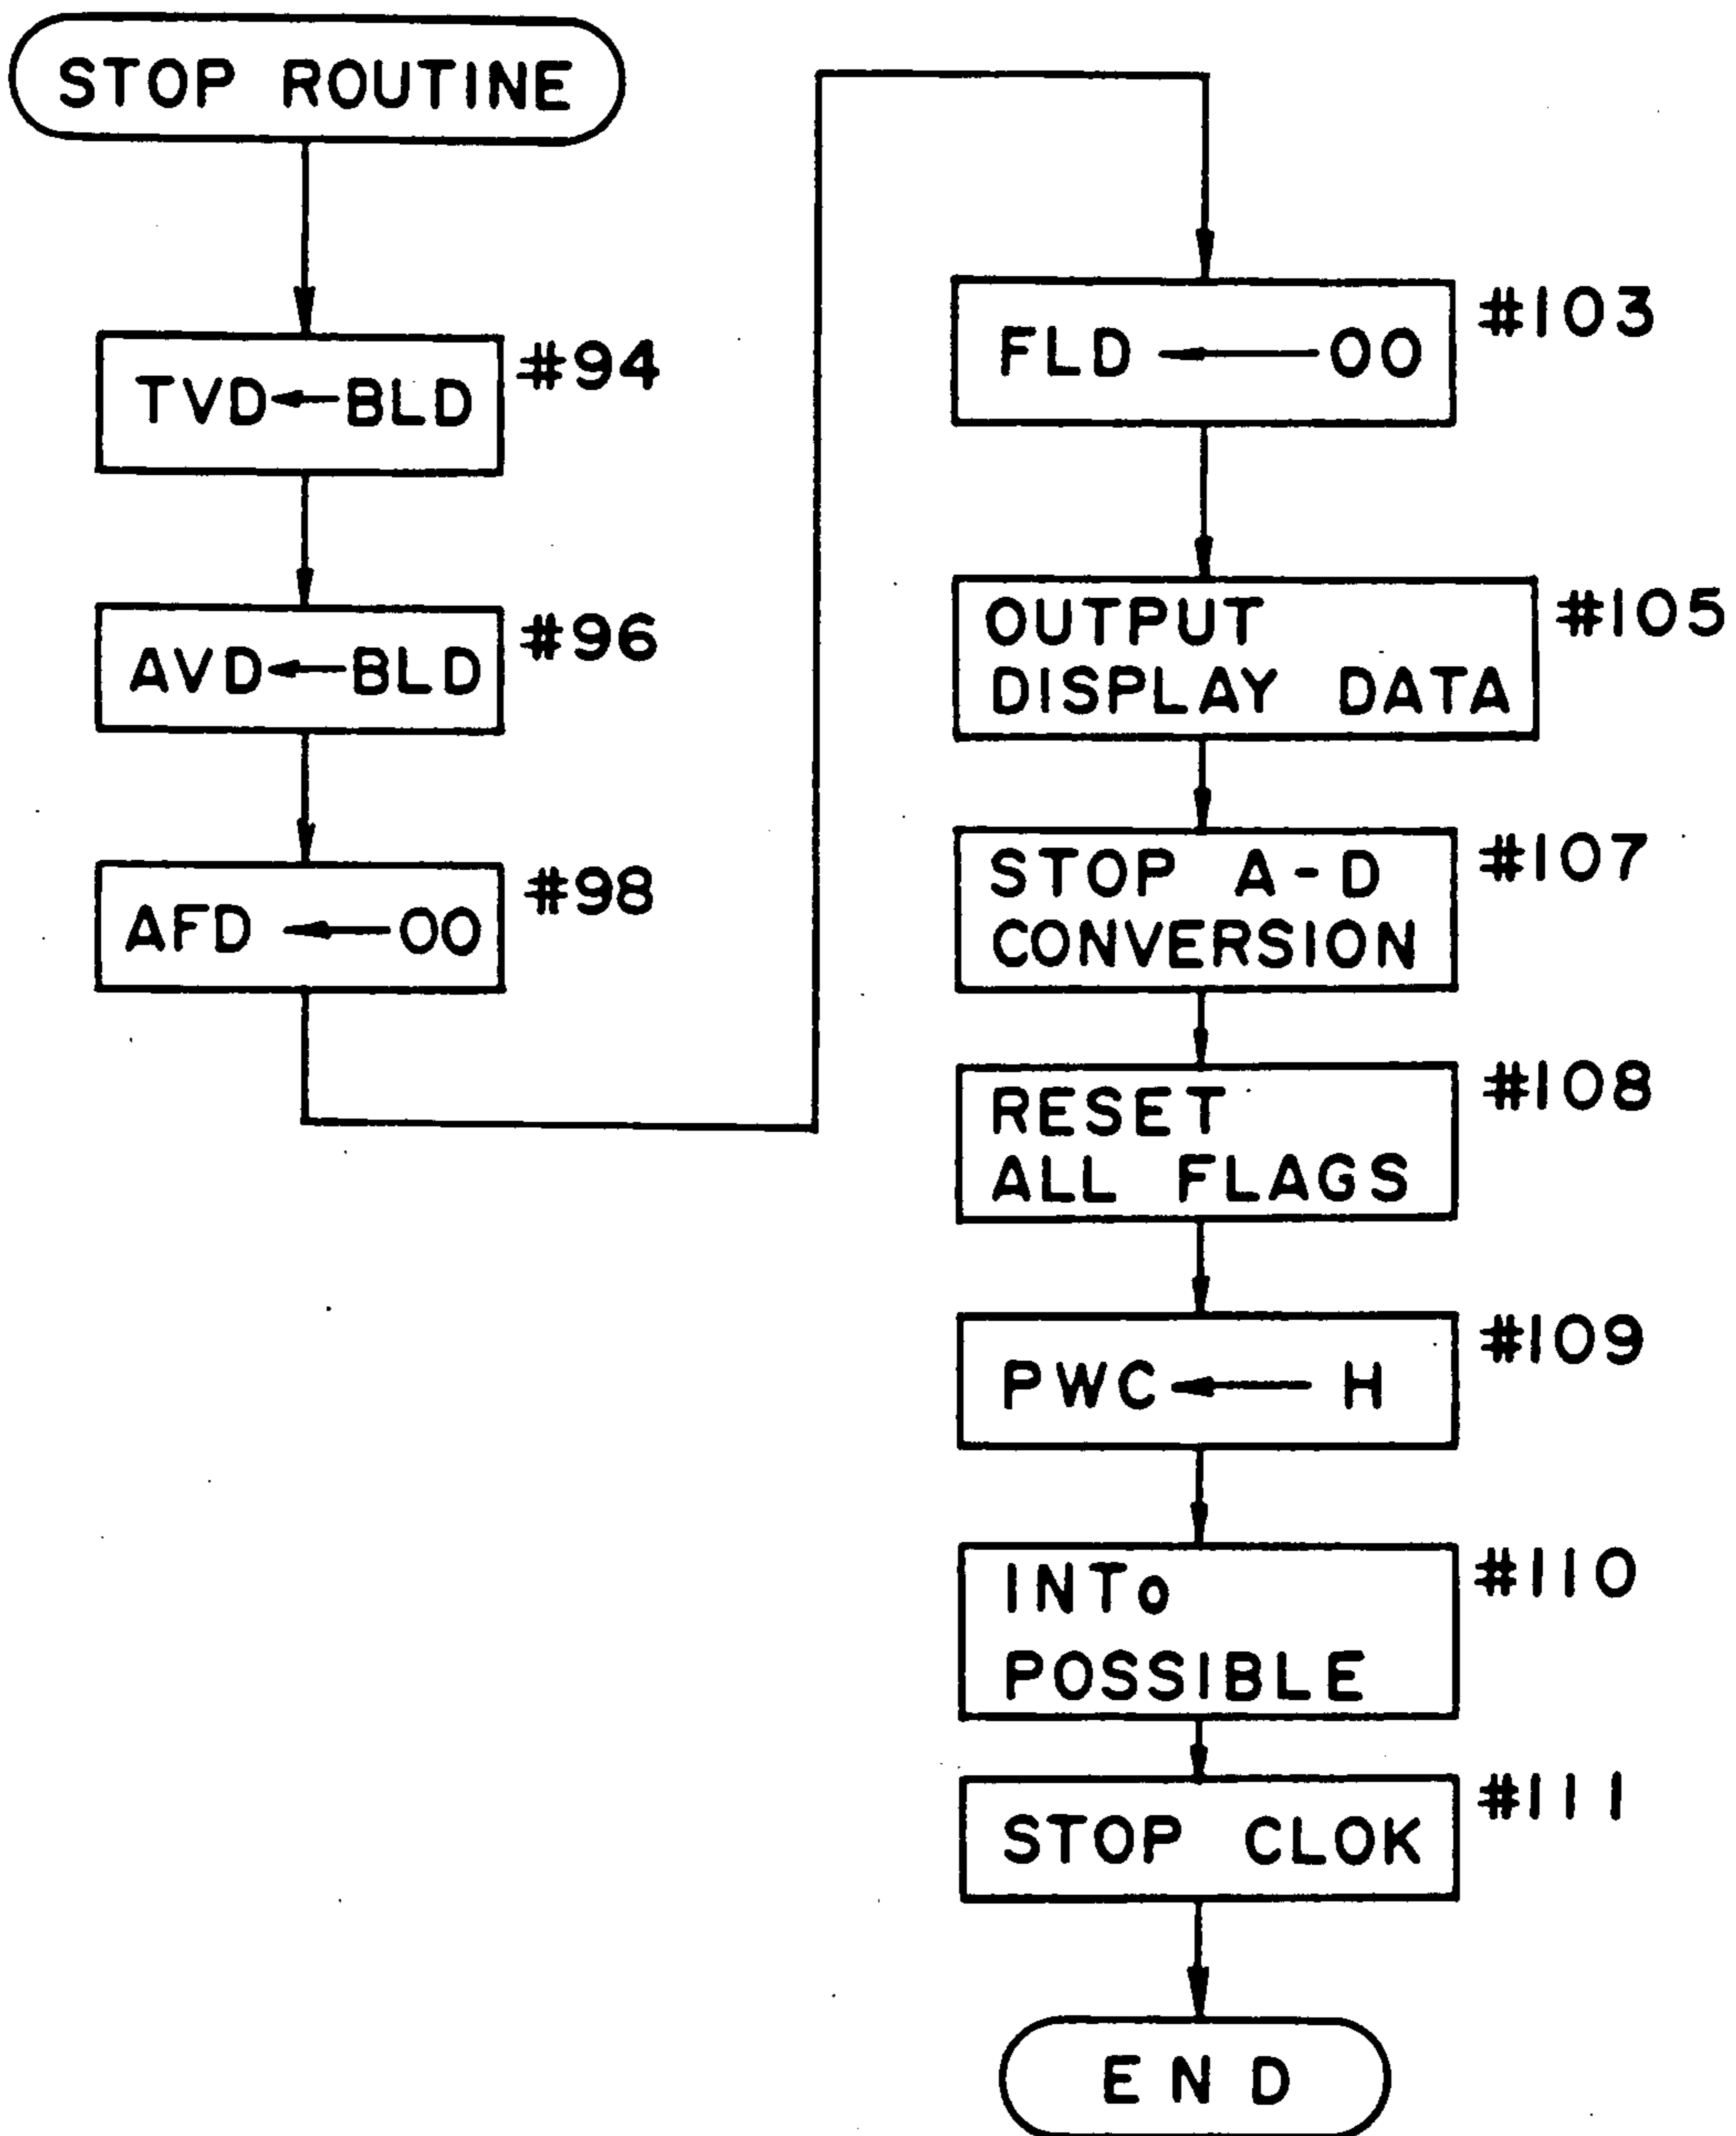 STOP ROUTINE
TVD←BLD
#94
AVD←BLD
#96
AFD ← 00
#98
FLD ← 00
#103
OUTPUT
DISPLAY DATA
#105
STOP A-D
CONVERSION
#107
RESET
ALL FLAGS
#108
PWC ← H
#109
INTo
POSSIBLE
#110
STOP CLOK
#111
END